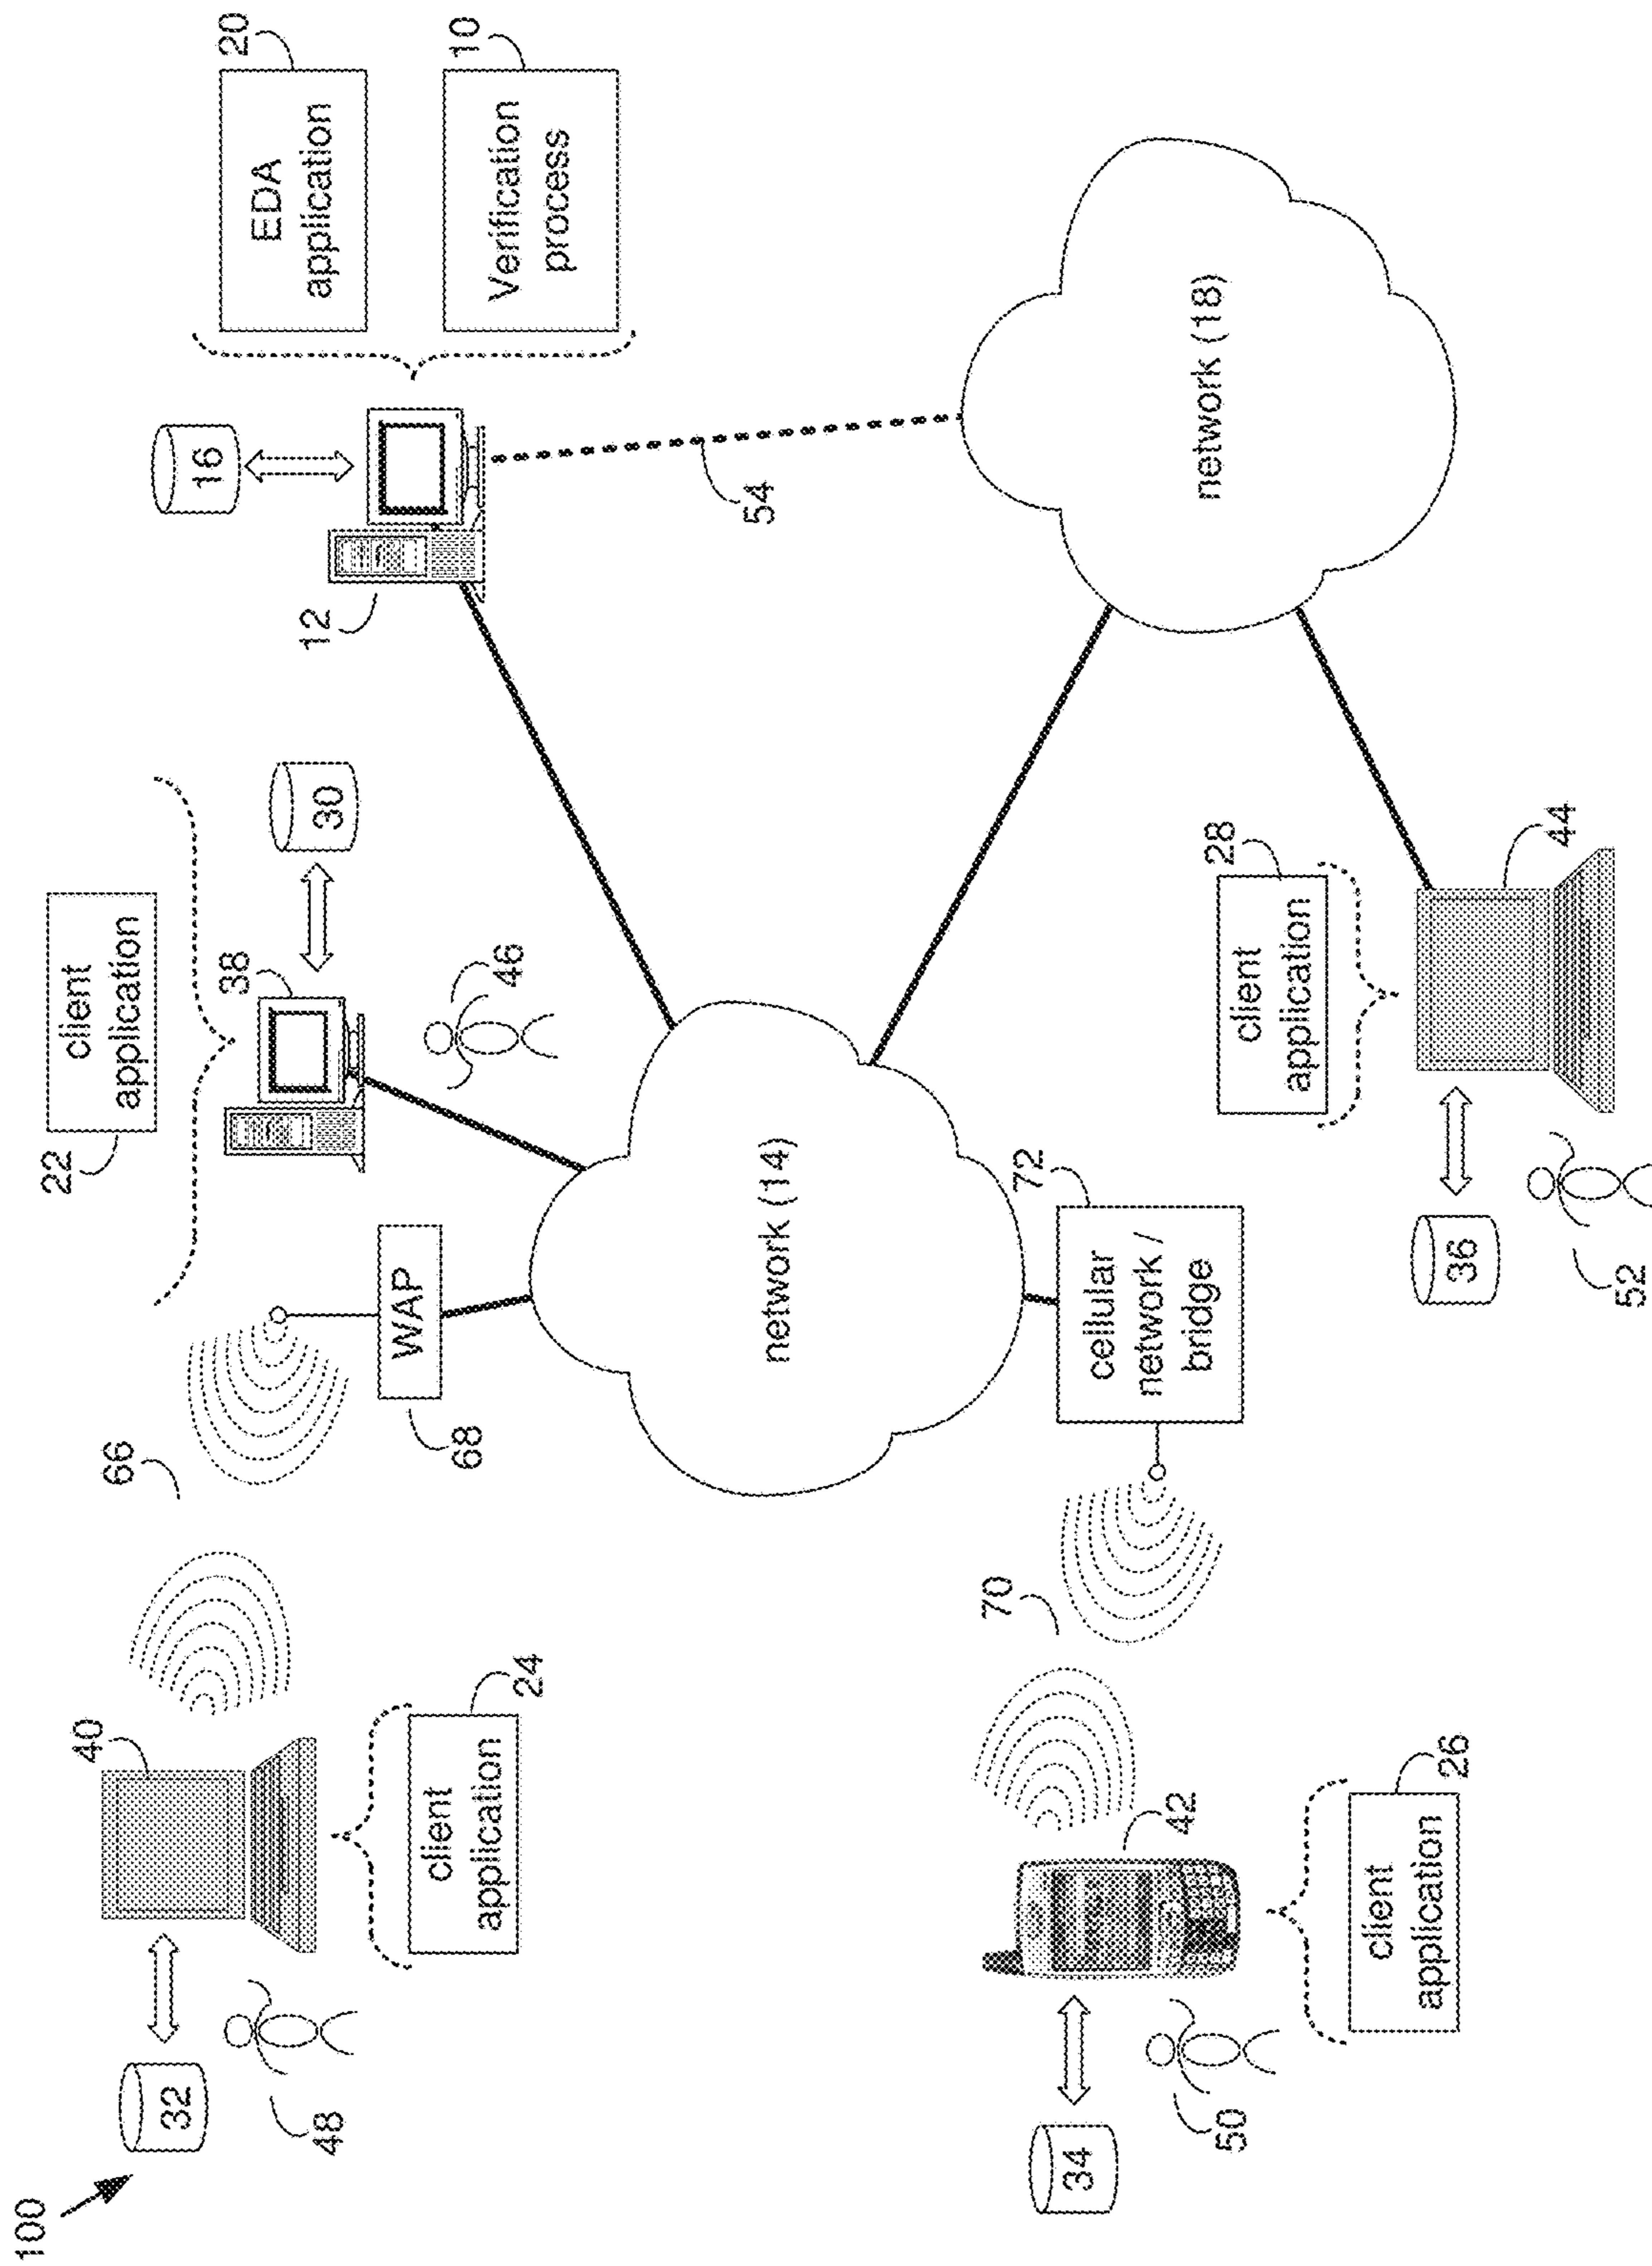 100
32
48
40
client
application
24
66
WAP
68
client
application
22
38
30
46
16
12
EDA
application
20
Verification
process
10
54
network (14)
network (18)
34
50
42
client
application
26
70
cellular
network /
bridge
72
36
52
client
application
28
44